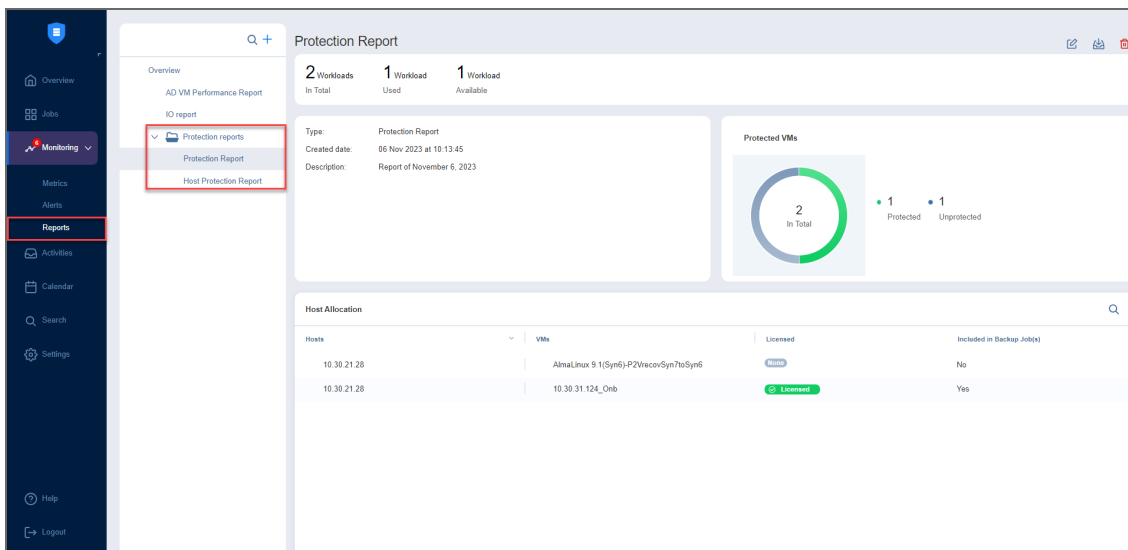 Overview
Jobs
6
Monitoring
Metrics
Alerts
Reports
Activities
Calendar
Search
Settings
Help
Logout
Overview
AD VM Performance Report
IO report
Protection reports
Protection Report
Host Protection Report
Protection Report
2 Workloads 1 Workload 1 Workload
In Total Used Available
Type: Protection Report
Created date: 06 Nov 2023 at 10:13:45
Description: Report of November 6, 2023
Protected VMs
2
In Total
1 1
Protected Unprotected
Host Allocation
Hosts VMs Licensed Included in Backup Job(s)
10.30.21.28 AlmaLinux 9.1(Syn6)-P2VrecovSyn7toSyn6 None No
10.30.21.28 10.30.31.124_Onb Licensed Yes